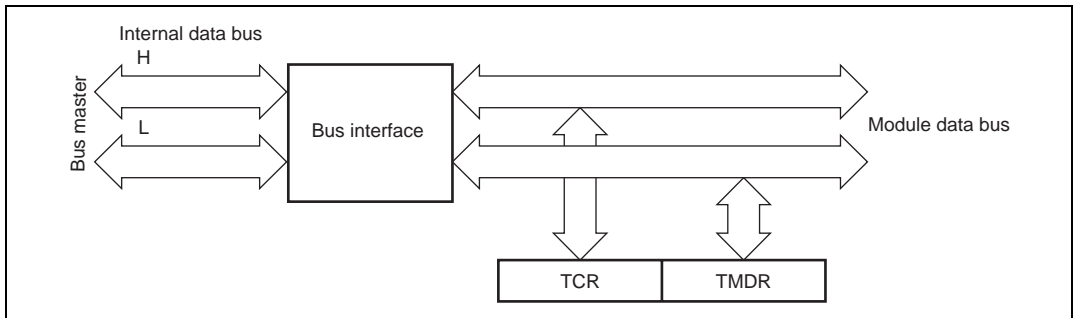 Internal data bus
H
Bus master
L
Bus interface
Module data bus
TCR
TMDR